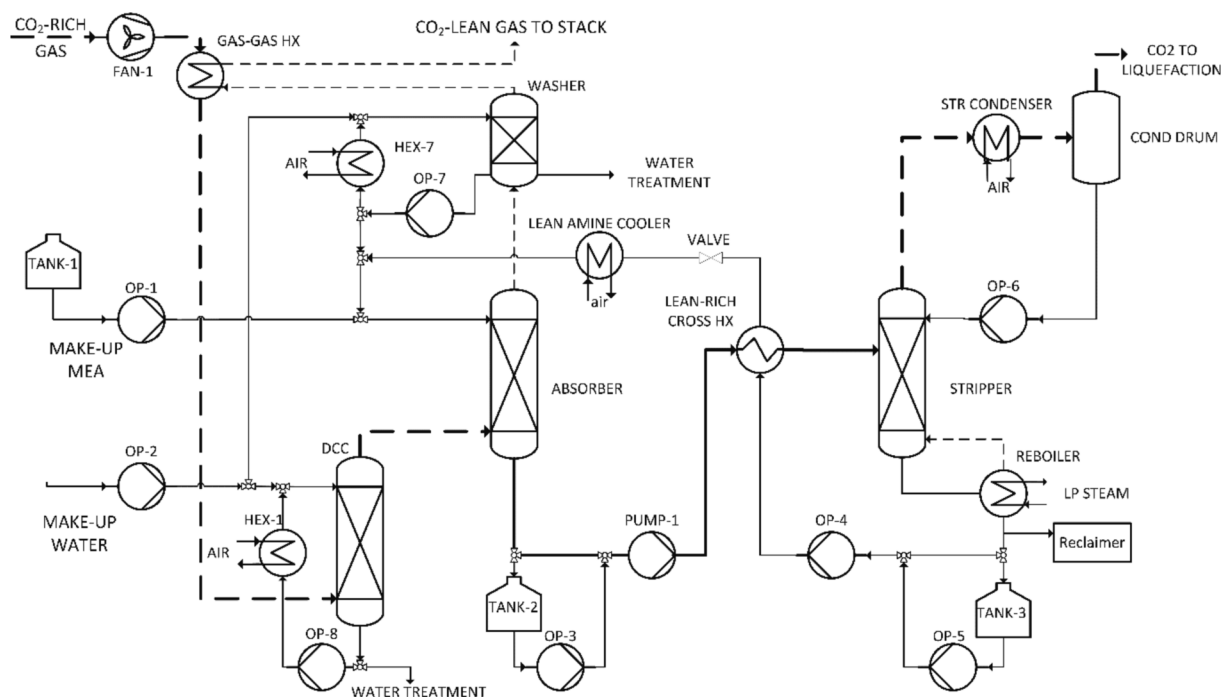 CO₂-RICH
GAS
FAN-1
GAS-GAS HX
CO₂-LEAN GAS TO STACK
WASHER
CO2 TO
LIQUEFACTION
STR CONDENSER
COND DRUM
AIR
HEX-7
AIR
OP-7
WATER
TREATMENT
LEAN AMINE COOLER
VALVE
air
TANK-1
OP-1
MAKE-UP
MEA
LEAN-RICH
CROSS HX
OP-6
ABSORBER
STRIPPER
DCC
OP-2
MAKE-UP
WATER
HEX-1
AIR
REBOILER
LP STEAM
PUMP-1
OP-4
Reclaimer
TANK-2
TANK-3
OP-8
OP-3
OP-5
WATER TREATMENT